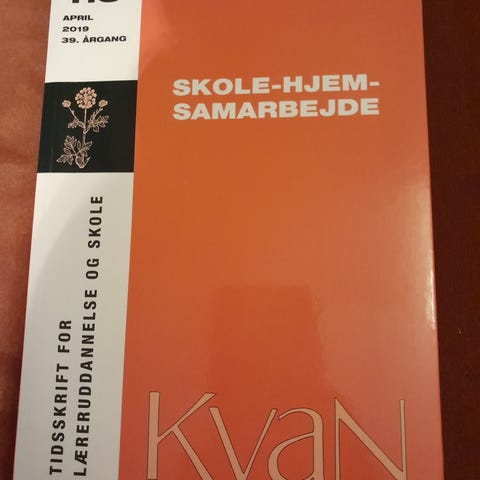 APRIL
2019
39. ÅRGANG
SKOLE-HJEM-
SAMARBEJDE
TIDSSKRIFT FOR
LÆRERUDDANNELSE OG SKOLE
KvaN